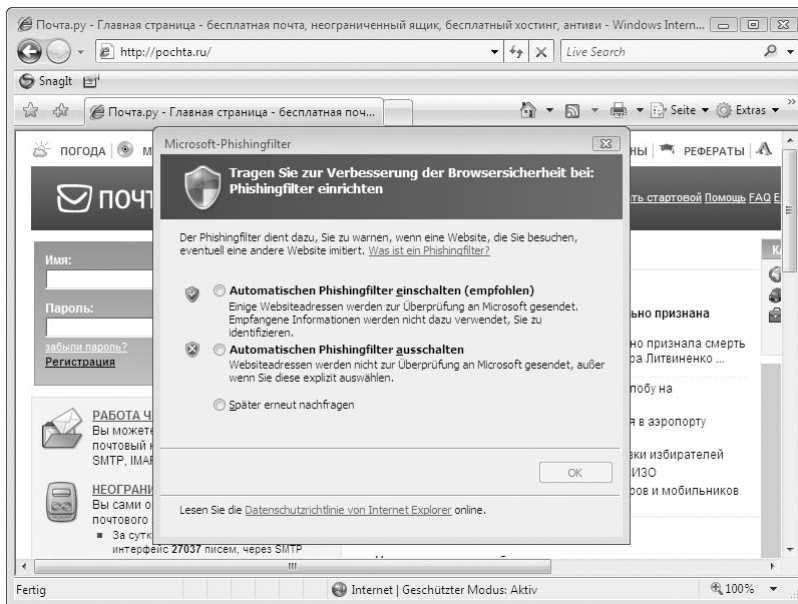 Почта.ру - Главная страница - бесплатная почта, неограниченный ящик, бесплатный хостинг, антиви - Windows Intern...
http://pochta.ru/
Live Search
SnagIt
Почта.ру - Главная страница - бесплатная поч...
Seite
Extras
»
погода
М
НЫ
РЕФЕРАТЫ
ПОЧТ
ть стартовой Помощь FAQ
Имя:
Пароль:
забыли пароль?
Регистрация
Microsoft-Phishingfilter
Tragen Sie zur Verbesserung der Browsersicherheit bei:
Phishingfilter einrichten
Der Phishingfilter dient dazu, Sie zu warnen, wenn eine Website, die Sie besuchen,
eventuell eine andere Website imitiert. Was ist ein Phishingfilter?
Automatischen Phishingfilter einschalten (empfohlen)
Einige Websiteadressen werden zur Überprüfung an Microsoft gesendet.
Empfangene Informationen werden nicht dazu verwendet, Sie zu
identifizieren.
Automatischen Phishingfilter ausschalten
Websiteadressen werden nicht zur Überprüfung an Microsoft gesendet, außer
wenn Sie diese explizit auswählen.
Später erneut nachfragen
OK
Lesen Sie die Datenschutzrichtlinie von Internet Explorer online.
ьно признана
но признала смерть
ра Литвиненко ...
лобу на
я в аэропорту
вки избирателей
ИЗО
ров и мобильников
РАБОТА Ч
Вы можете
почтовый к
SMTP, IMAP
НЕОГРАНИ
Вы сами о
почтового
За сутк
интерфейс 27037 писем, через SMTP
Fertig
Internet | Geschützter Modus: Aktiv
100%